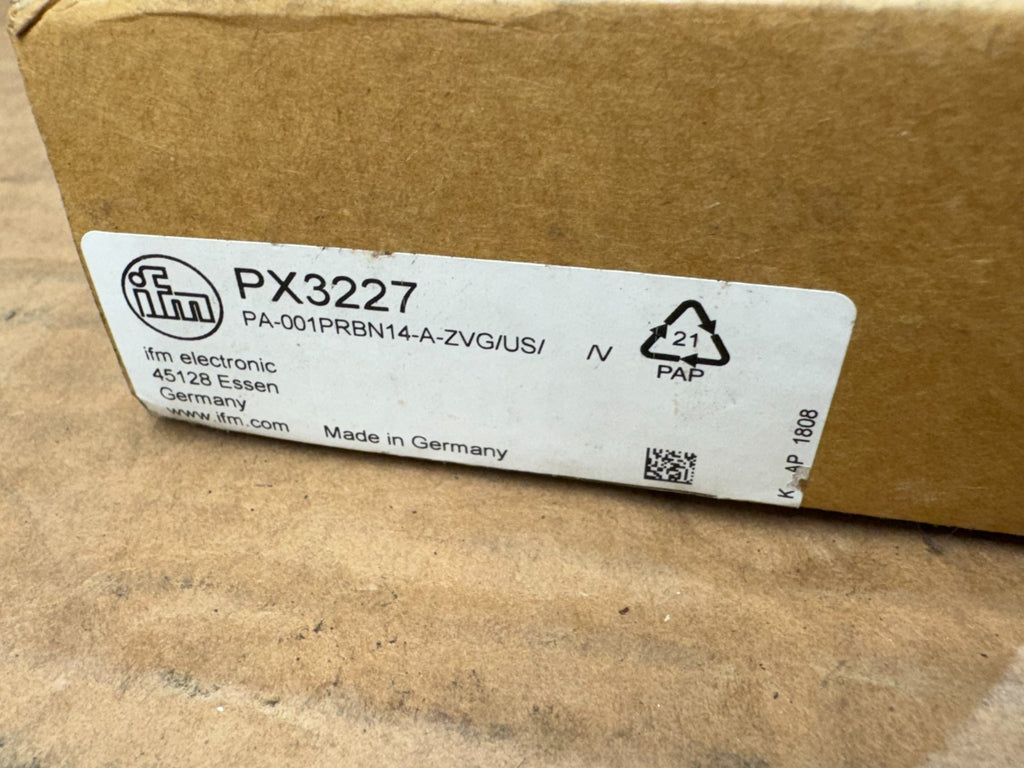 ifm
PX3227
PA-001PRBN14-A-ZVG/US/ /V
ifm electronic
45128 Essen
Germany
www.ifm.com
Made in Germany
21
PAP
AP 1808